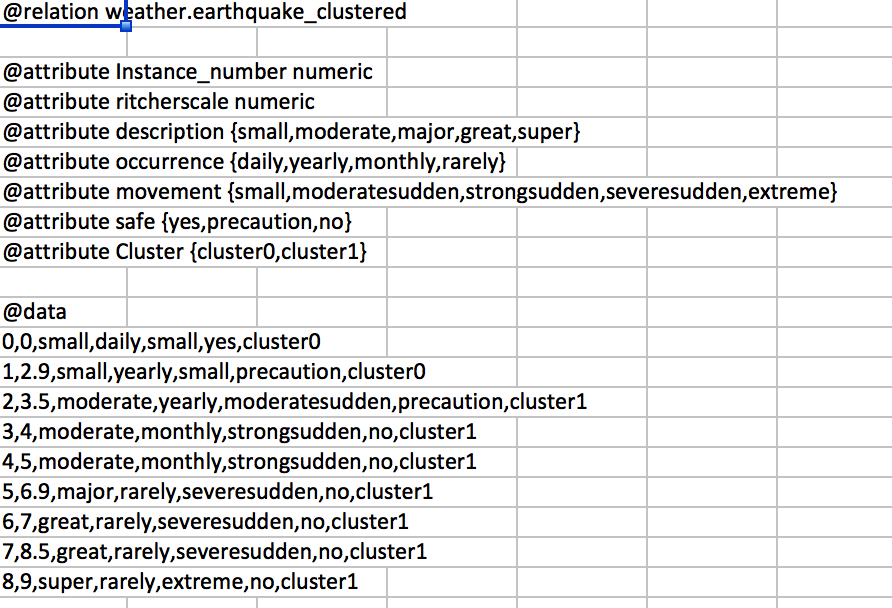 @relation weather.earthquake_clustered
@attribute Instance_number numeric
@attribute ritcherscale numeric
@attribute description {small,moderate,major,great,super}
@attribute occurrence {daily,yearly,monthly,rarely}
@attribute movement {small,moderatesudden,strongsudden,severesudden,extreme}
@attribute safe {yes,precaution,no}
@attribute Cluster {cluster0,cluster1}
@data
0,0,small,daily,small,yes,cluster0
1,2.9,small,yearly,small,precaution,cluster0
2,3.5,moderate,yearly,moderatesudden,precaution,cluster1
3,4,moderate,monthly,strongsudden,no,cluster1
4,5,moderate,monthly,strongsudden,no,cluster1
5,6.9,major,rarely,severesudden,no,cluster1
6,7,great,rarely,severesudden,no,cluster1
7,8.5,great,rarely,severesudden,no,cluster1
8,9,super,rarely,extreme,no,cluster1